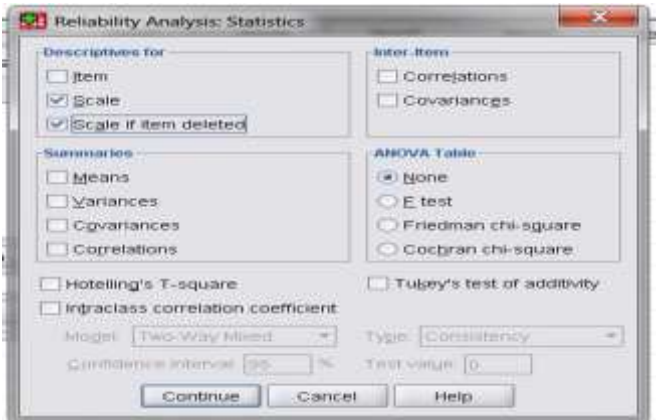 Reliability Analysis: Statistics
Descriptives for
Item
Scale
Scale if item deleted
Inter-Item
Correlations
Covariances
Summaries
Means
Variances
Covariances
Correlations
ANOVA Table
None
F test
Friedman chi-square
Cochran chi-square
Hotelling's T-square
Tukey's test of additivity
Intraclass correlation coefficient
Model: Two-Way Mixed Type: Consistency
Confidence interval: 95 % Test value: 0
Continue Cancel Help